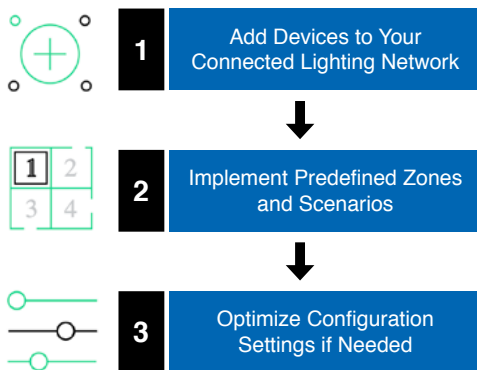 1
Add Devices to Your
Connected Lighting Network
1 2
3 4
2
Implement Predefined Zones
and Scenarios
3
Optimize Configuration
Settings if Needed